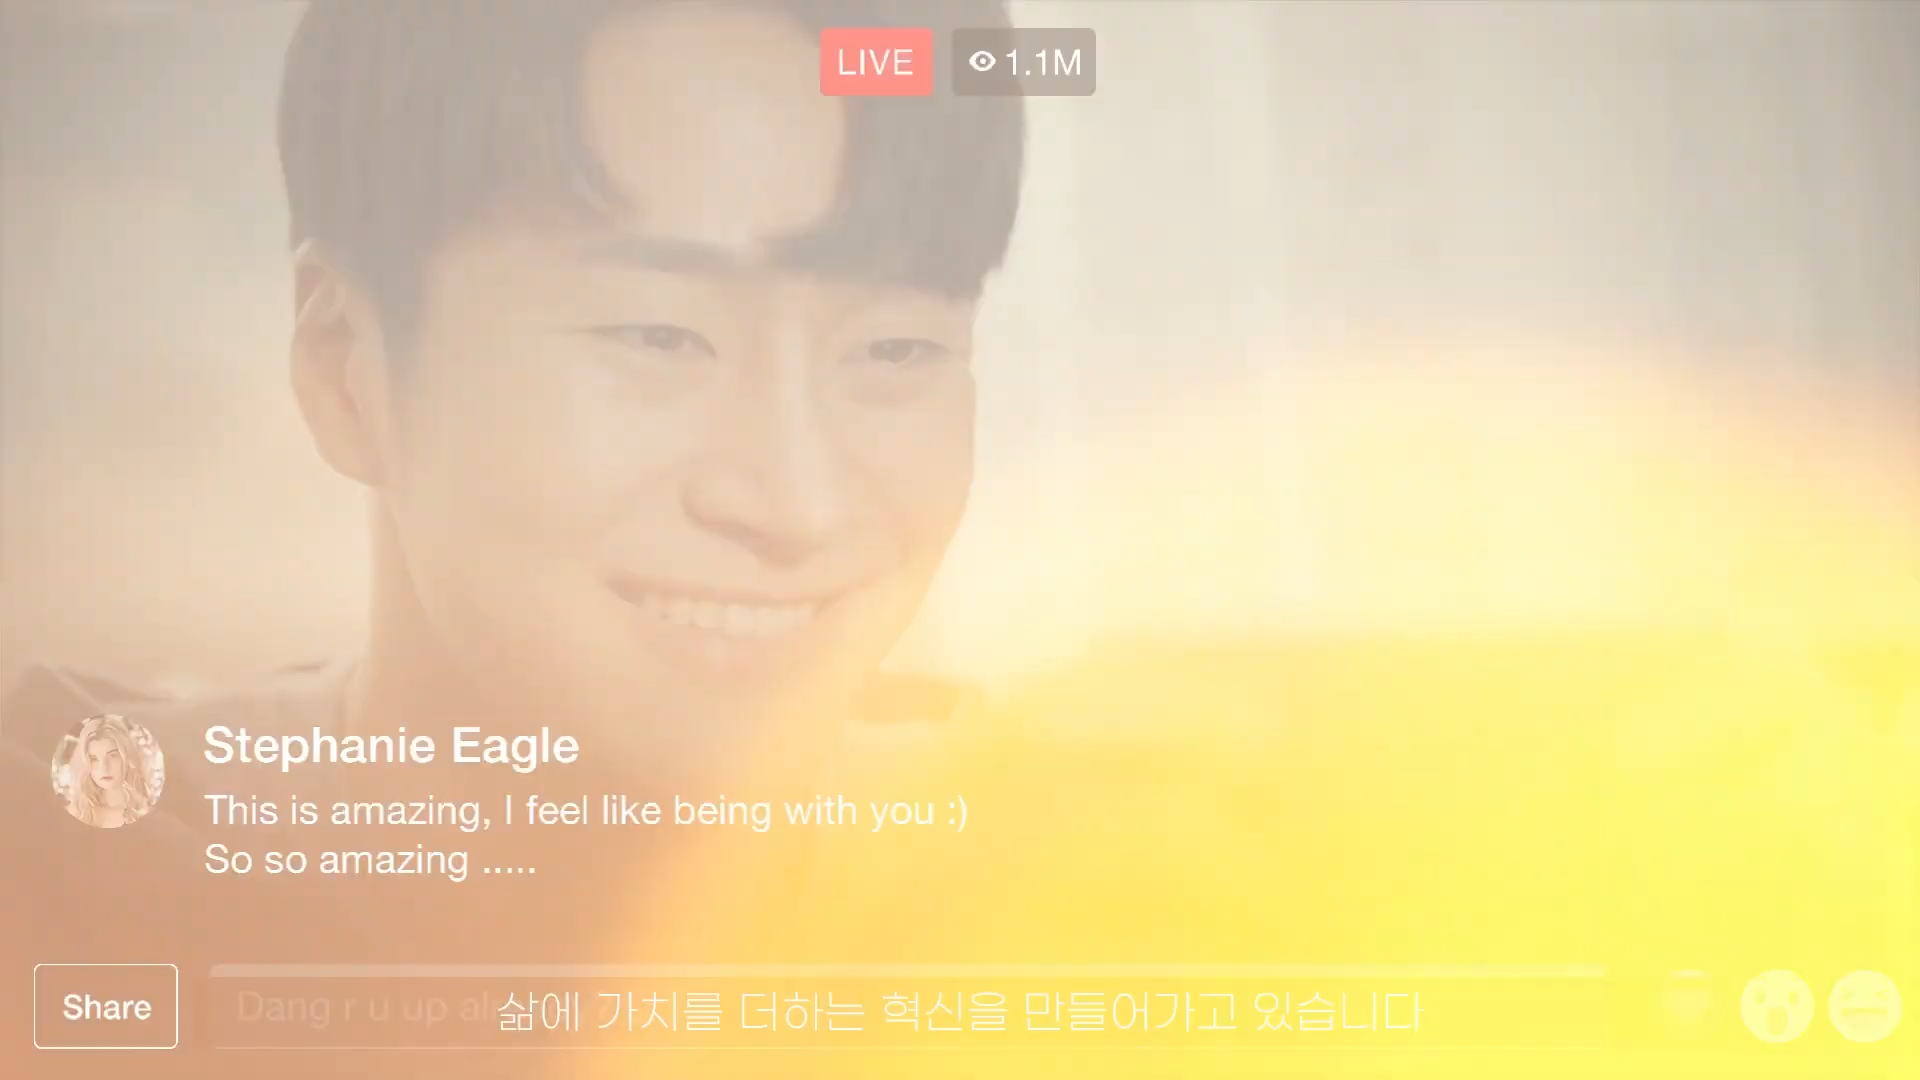 LIVE
1.1M
Stephanie Eagle
This is amazing, I feel like being with you :)
So so amazing .....
Share
Dang r u up
삶에 가치를 더하는 혁신을 만들어가고 있습니다